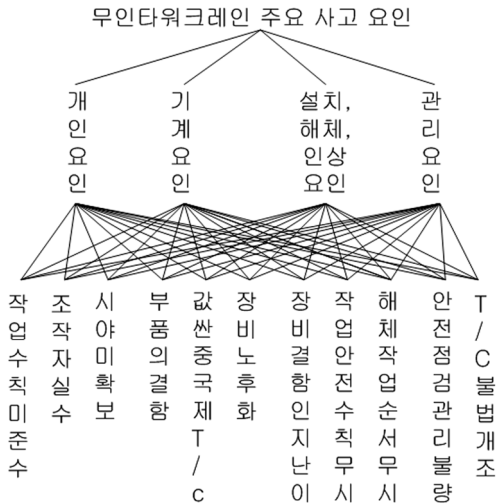 무인타워크레인 주요 사고 요인
개인요인
기계요인
설치,
해체,
인상
요인
관리요인
작업수칙미준수
조작자실수
시야미확보
부품의결함
값싼중국제T/c
장비노후화
장비결함인지난이
작업안전수칙무시
해체작업순서무시
안전점검관리불량
T/C불법개조